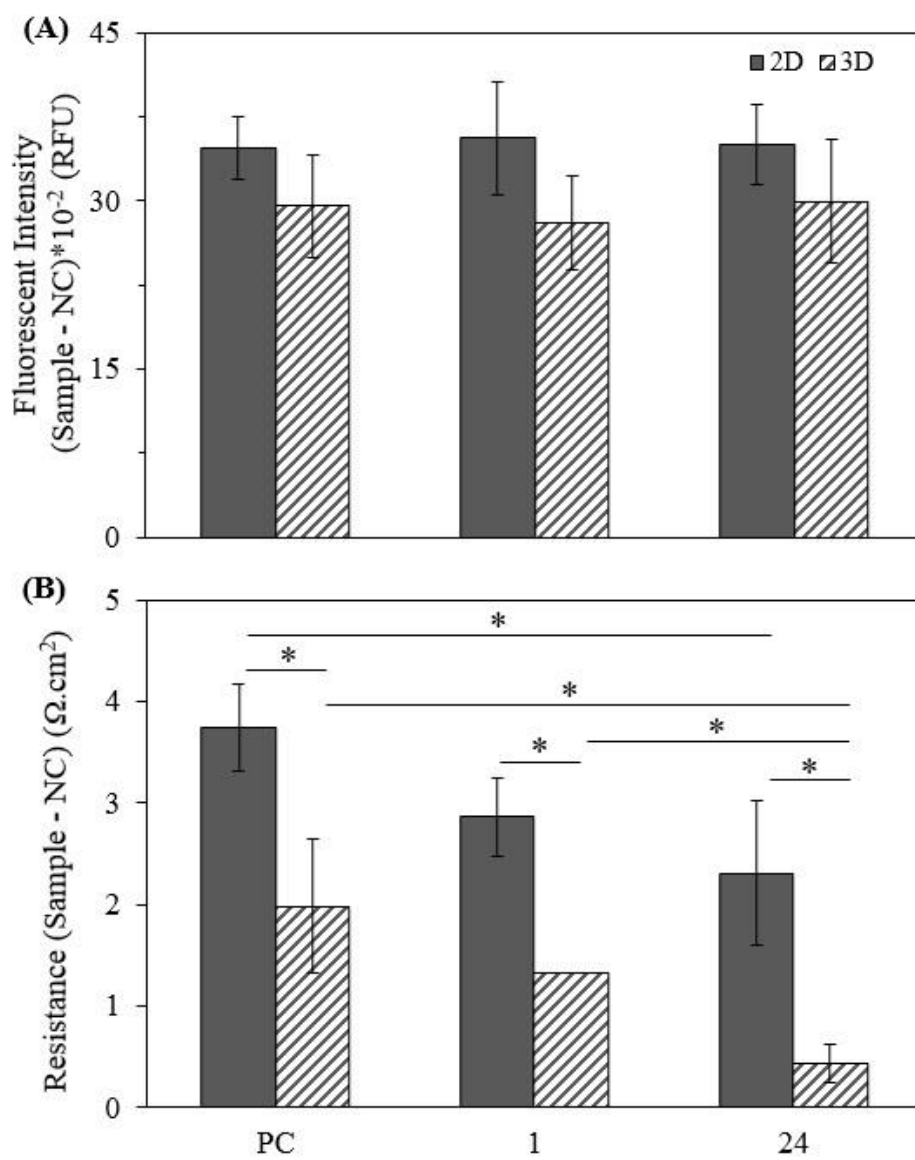 (A)
Fluorescent Intensity
(Sample - NC)*10-2 (RFU)
45
30
15
0
2D 3D
(B)
Resistance (Sample - NC) (Ω.cm2)
5
4
3
2
1
0
*
*
*
*
*
*
PC 1 24